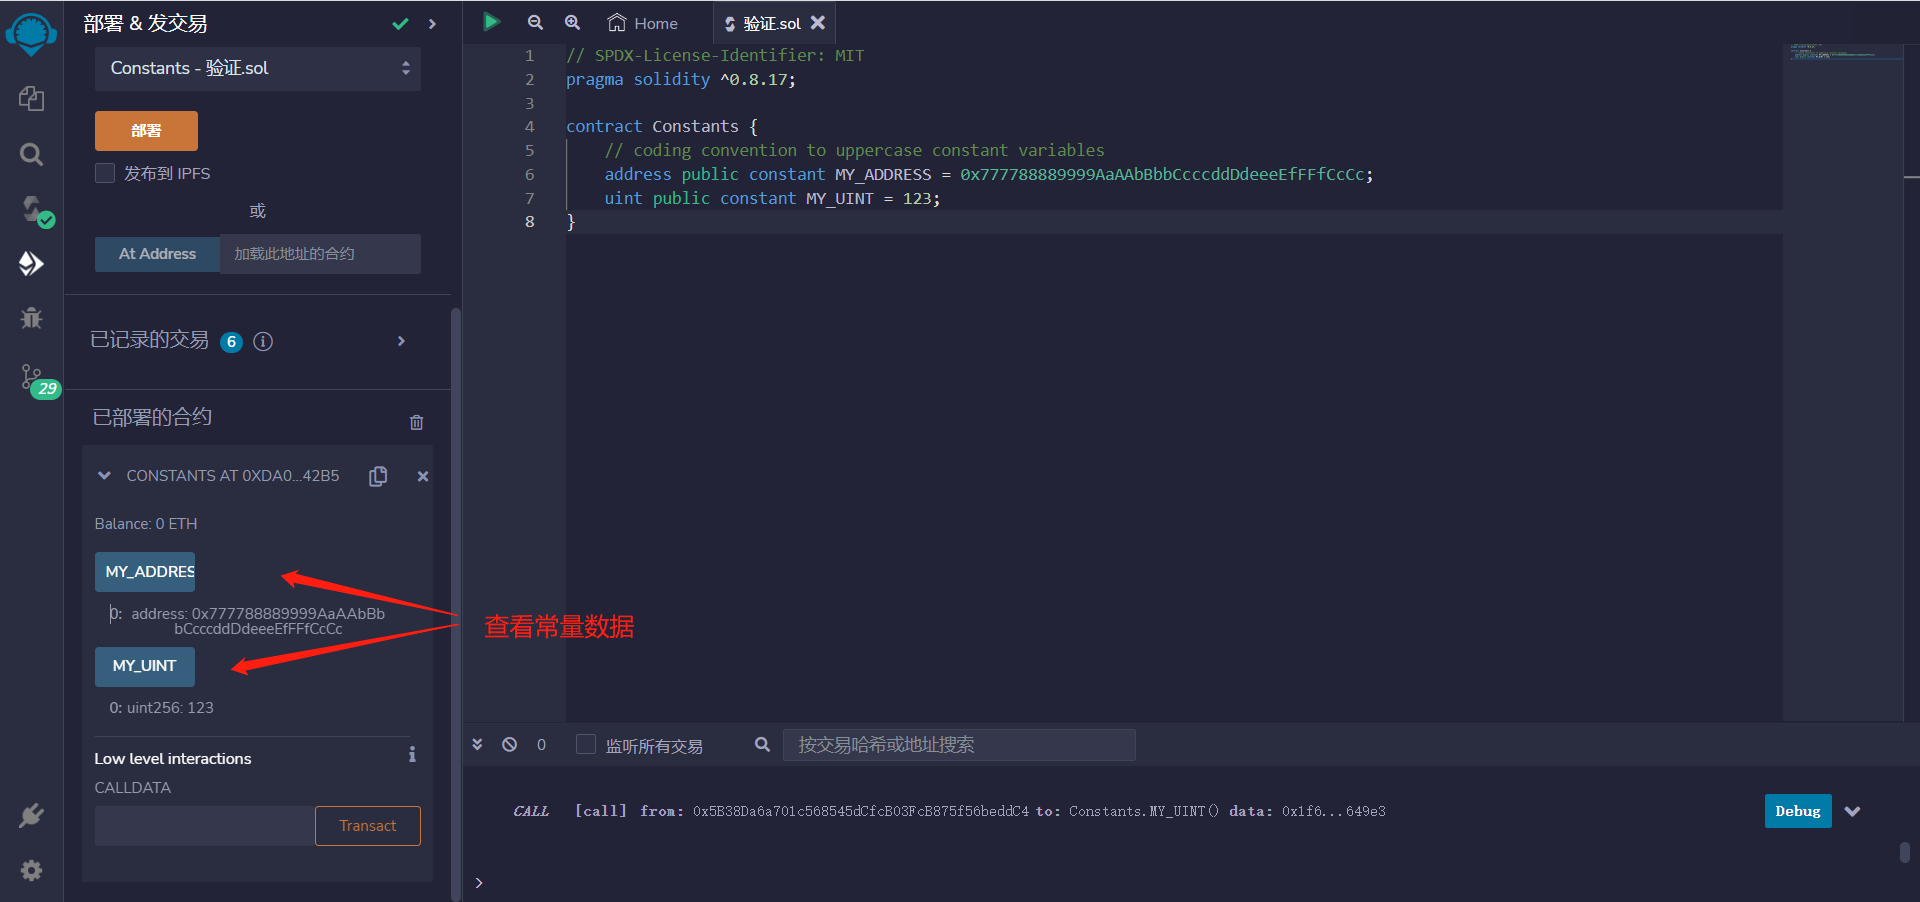 部署 & 发交易
Constants - 验证.sol
部署
发布到 IPFS
或
At Address
加载此地址的合约
已记录的交易 6
29
已部署的合约
CONSTANTS AT 0XDA0...42B5
Balance: 0 ETH
MY_ADDRES
0: address: 0x777788889999AaAAbBb
bCcccddDdeeeEfFFfCcCc
MY_UINT
0: uint256: 123
Low level interactions
CALLDATA
Transact
Home
验证.sol
1 // SPDX-License-Identifier: MIT
2 pragma solidity ^0.8.17;
3
4 contract Constants {
5 // coding convention to uppercase constant variables
6 address public constant MY_ADDRESS = 0x777788889999AaAAbBbbCcccddDdeeeEfFFfCcCc;
7 uint public constant MY_UINT = 123;
8 }
查看常量数据
0
监听所有交易
按交易哈希或地址搜索
CALL [call] from: 0x5B38Da6a701c568545dCfcB03FcB875f56beddC4 to: Constants.MY_UINT() data: 0x1f6...649e3
Debug
>